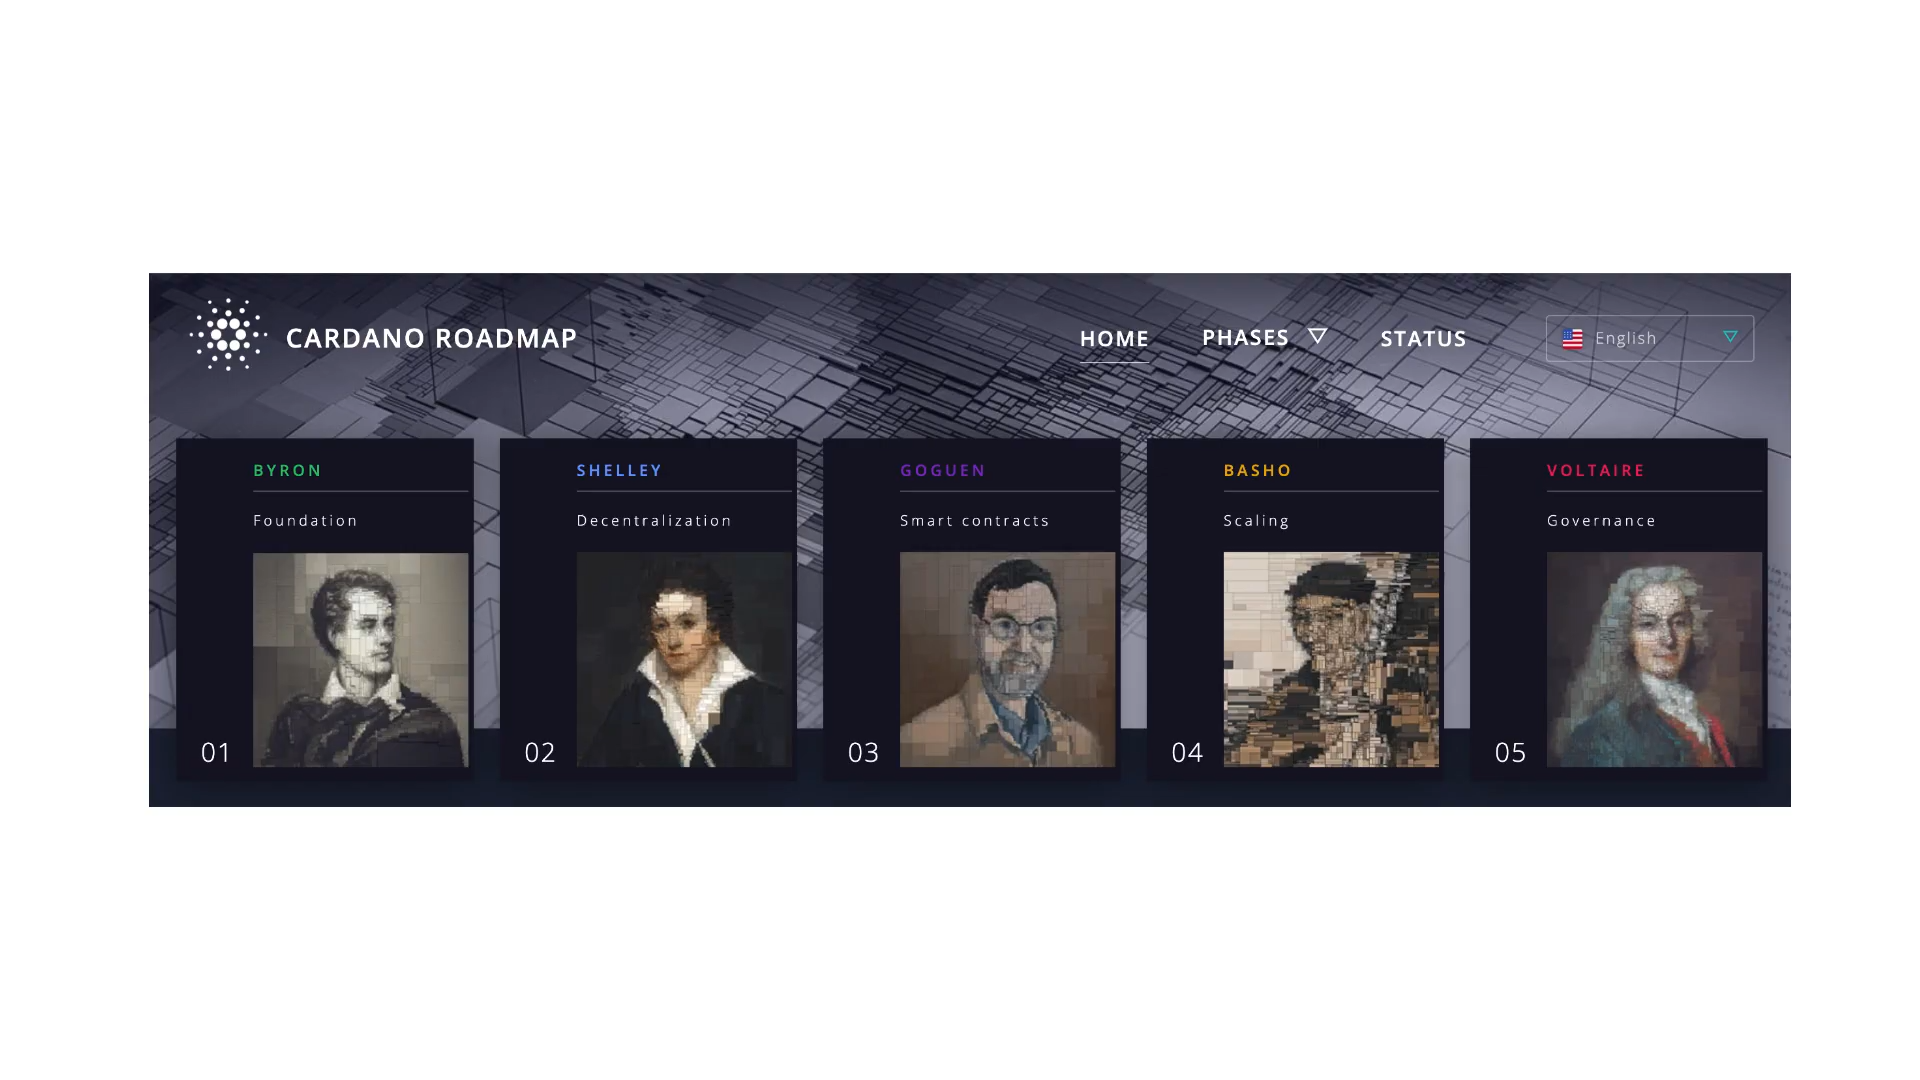 CARDANO ROADMAP
HOME
PHASES
STATUS
English
BYRON
Foundation
01
SHELLEY
Decentralization
02
GOGUEN
Smart contracts
03
BASHO
Scaling
04
VOLTAIRE
Governance
05